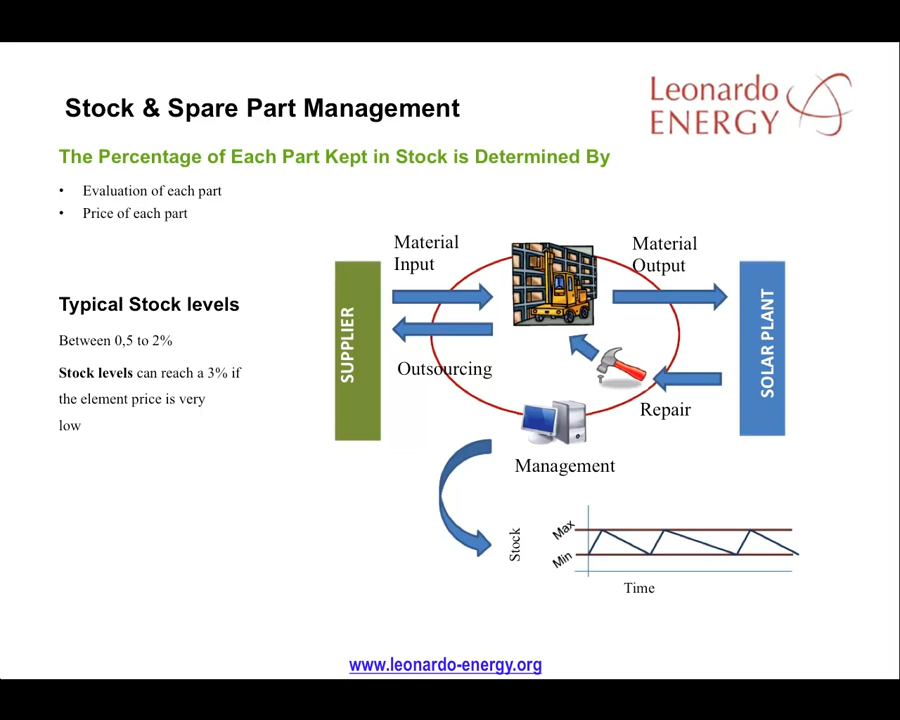 Leonardo
ENERGY
Stock & Spare Part Management
The Percentage of Each Part Kept in Stock is Determined By
• Evaluation of each part
• Price of each part
Typical Stock levels
Between 0,5 to 2%
Stock levels can reach a 3% if
the element price is very
low
Material
Input
Material
Output
SUPPLIER
SOLAR PLANT
Outsourcing
Repair
Management
Stock
Max
Min
Time
www.leonardo-energy.org